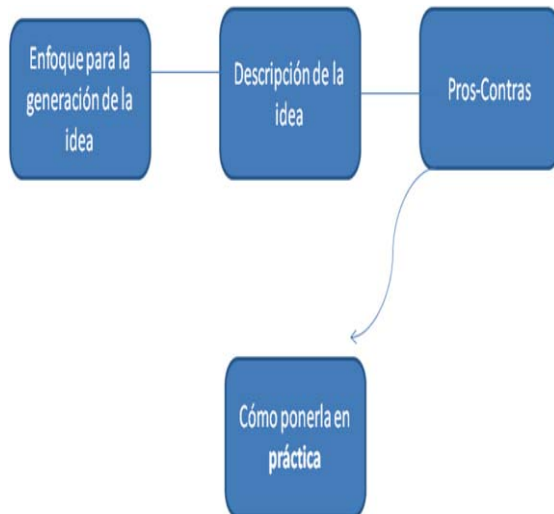 Enfoque para la
generación de la
idea
Descripción de la
idea
Pros-Contras
Cómo ponerla en
práctica